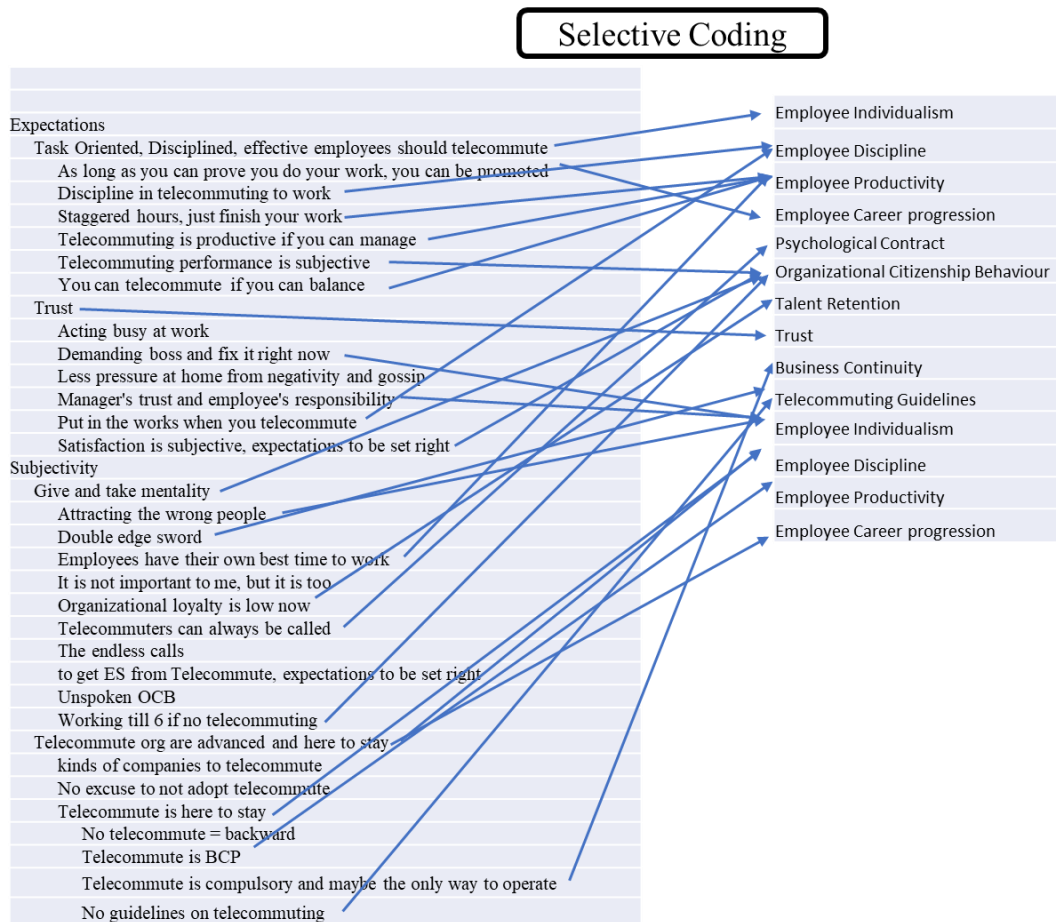 Selective Coding
Expectations
Task Oriented, Disciplined, effective employees should telecommute
As long as you can prove you do your work, you can be promoted
Discipline in telecommuting to work
Staggered hours, just finish your work
Telecommuting is productive if you can manage
Telecommuting performance is subjective
You can telecommute if you can balance
Trust
Acting busy at work
Demanding boss and fix it right now
Less pressure at home from negativity and gossip
Manager's trust and employee's responsibility
Put in the works when you telecommute
Satisfaction is subjective, expectations to be set right
Subjectivity
Give and take mentality
Attracting the wrong people
Double edge sword
Employees have their own best time to work
It is not important to me, but it is too
Organizational loyalty is low now
Telecommuters can always be called
The endless calls
to get ES from Telecommute, expectations to be set right
Unspoken OCB
Working till 6 if no telecommuting
Telecommute org are advanced and here to stay
kinds of companies to telecommute
No excuse to not adopt telecommute
Telecommute is here to stay
No telecommute = backward
Telecommute is BCP
Telecommute is compulsory and maybe the only way to operate
No guidelines on telecommuting
Employee Individualism
Employee Discipline
Employee Productivity
Employee Career progression
Psychological Contract
Organizational Citizenship Behaviour
Talent Retention
Trust
Business Continuity
Telecommuting Guidelines
Employee Individualism
Employee Discipline
Employee Productivity
Employee Career progression